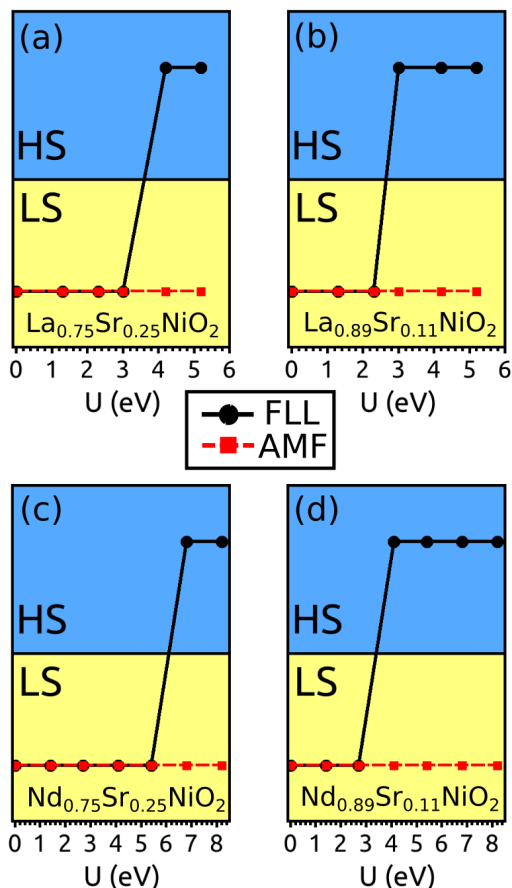 (a)
HS
LS
La0.75Sr0.25NiO2
0 1 2 3 4 5 6
U (eV)
(b)
HS
LS
La0.89Sr0.11NiO2
0 1 2 3 4 5 6
U (eV)
FLL
AMF
(c)
HS
LS
Nd0.75Sr0.25NiO2
0 1 2 3 4 5 6 7 8
U (eV)
(d)
HS
LS
Nd0.89Sr0.11NiO2
0 1 2 3 4 5 6 7 8
U (eV)